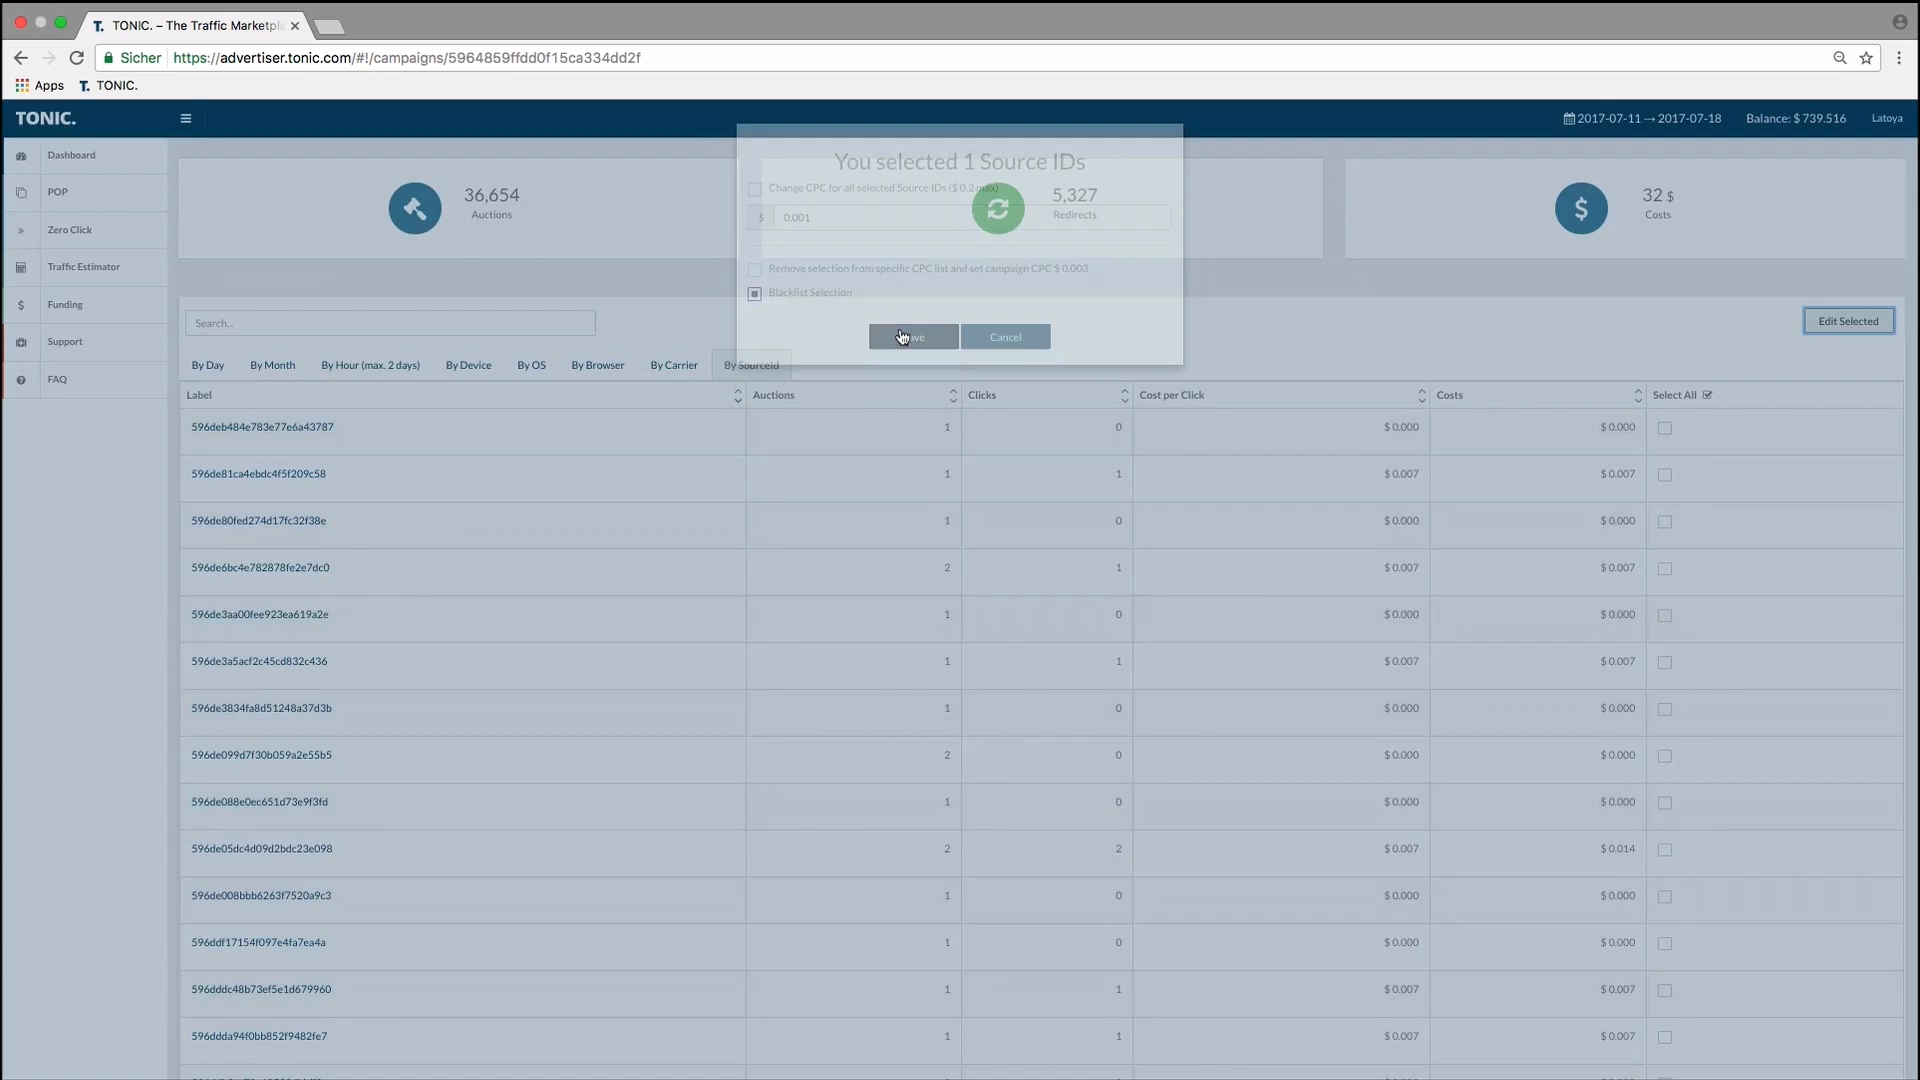 TONIC. – The Traffic Marketpla
Sicher https://advertiser.tonic.com/#!/campaigns/5964859ffdd0f15ca334dd2f
Apps T. TONIC.
TONIC. 2017-07-11 → 2017-07-18 Balance: $ 739.516 Latoya
Dashboard
POP
Zero Click
Traffic Estimator
Funding
Support
FAQ
36,654
Auctions
5,327
Redirects
32 $
Costs
You selected 1 Source IDs
Change CPC for all selected Source IDs ($ 0.2 max)
$ 0.001
Remove selection from specific CPC list and set campaign CPC $ 0.003
Blacklist Selection
Cancel
Search...
Edit Selected
By Day By Month By Hour (max. 2 days) By Device By OS By Browser By Carrier By SourceId
Label Auctions Clicks Cost per Click Costs Select All
596deb484e783e77e6a43787 1 0 $ 0.000 $ 0.000
596de81ca4ebdc4f5f209c58 1 1 $ 0.007 $ 0.007
596de80fed274d17fc32f38e 1 0 $ 0.000 $ 0.000
596de6bc4e782878fe2e7dc0 2 1 $ 0.007 $ 0.007
596de3aa00fee923ea619a2e 1 0 $ 0.000 $ 0.000
596de3a5acf2c45cd832c436 1 1 $ 0.007 $ 0.007
596de3834fa8d51248a37d3b 1 0 $ 0.000 $ 0.000
596de099d7f30b059a2e55b5 2 0 $ 0.000 $ 0.000
596de088e0ec651d73e9f3fd 1 0 $ 0.000 $ 0.000
596de05dc4d09d2bdc23e098 2 2 $ 0.007 $ 0.014
596de008bbb6263f7520a9c3 1 0 $ 0.000 $ 0.000
596ddf17154f097e4fa7ea4a 1 0 $ 0.000 $ 0.000
596dddc48b73ef5e1d679960 1 1 $ 0.007 $ 0.007
596ddda94f0bb852f9482fe7 1 1 $ 0.007 $ 0.007